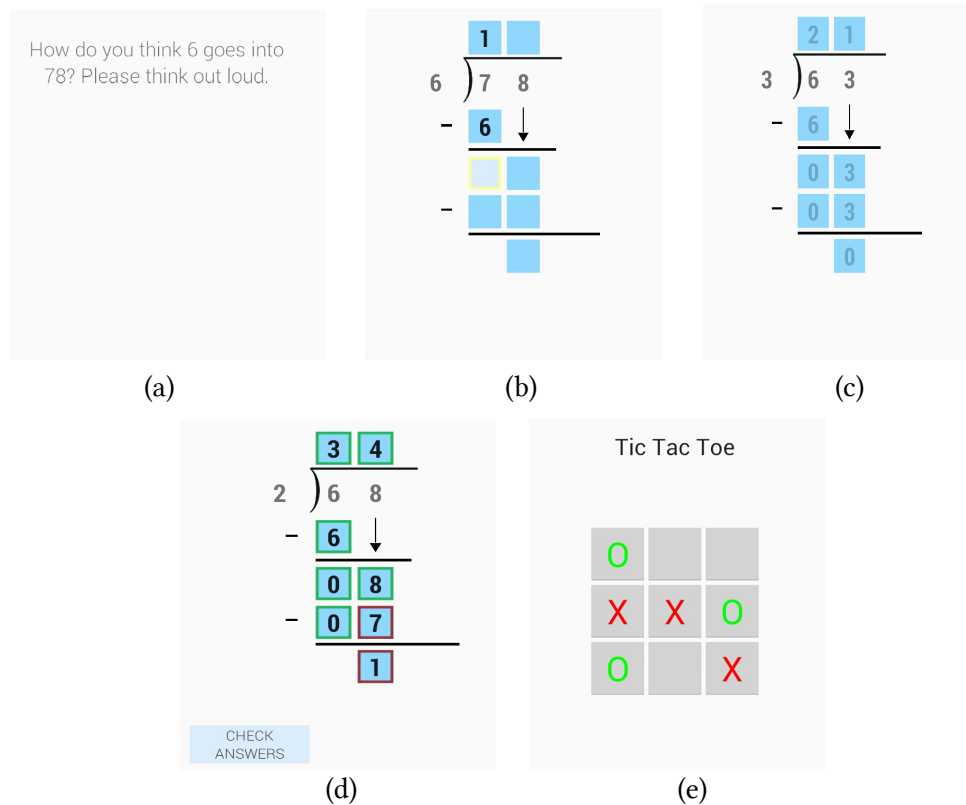 How do you think 6 goes into
78? Please think out loud.
1
6 ) 7 8
– 6
–
(a)
(b)
2 1
3 ) 6 3
– 6
0 3
– 0 3
0
(c)
3 4
2 ) 6 8
– 6
0 8
– 0 7
1
CHECK
ANSWERS
(d)
Tic Tac Toe
O
X X O
O X
(e)